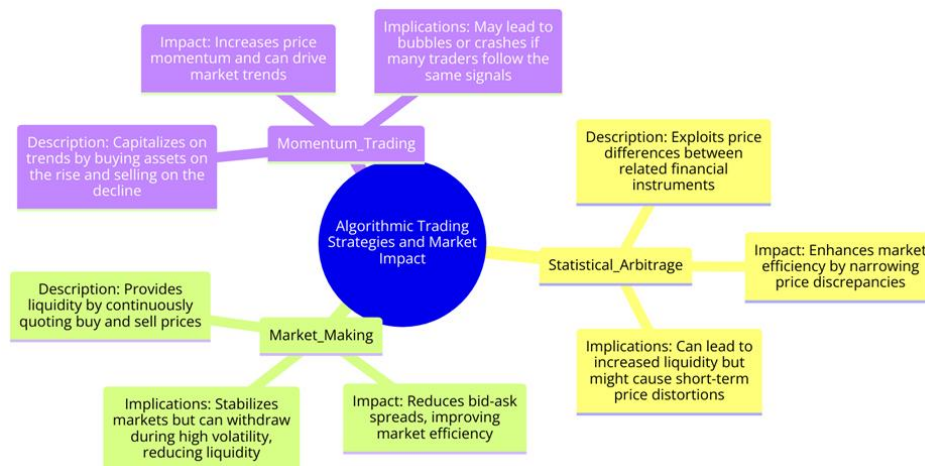 Algorithmic Trading
Strategies and Market
Impact
Momentum_Trading
Description: Capitalizes on
trends by buying assets on
the rise and selling on the
decline
Impact: Increases price
momentum and can drive
market trends
Implications: May lead to
bubbles or crashes if
many traders follow the
same signals
Statistical_Arbitrage
Description: Exploits price
differences between
related financial
instruments
Impact: Enhances market
efficiency by narrowing
price discrepancies
Implications: Can lead to
increased liquidity but
might cause short-term
price distortions
Market_Making
Description: Provides
liquidity by continuously
quoting buy and sell prices
Implications: Stabilizes
markets but can withdraw
during high volatility,
reducing liquidity
Impact: Reduces bid-ask
spreads, improving
market efficiency